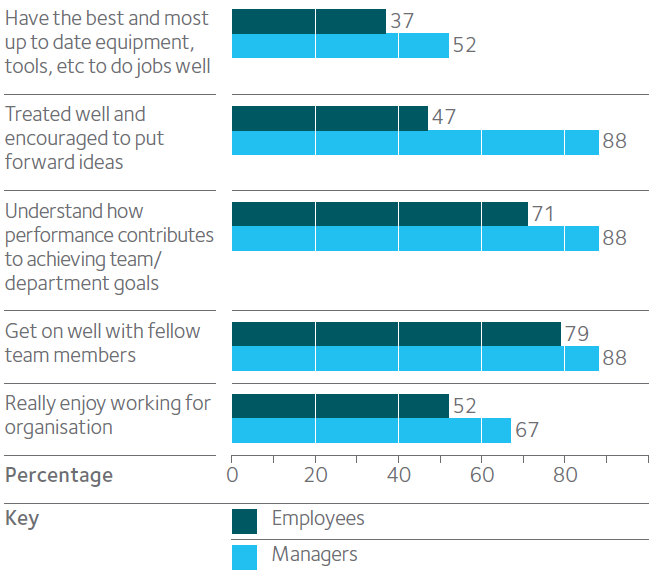 Have the best and most
up to date equipment,
tools, etc to do jobs well
37
52
Treated well and
encouraged to put
forward ideas
47
88
Understand how
performance contributes
to achieving team/
department goals
71
88
Get on well with fellow
team members
79
88
Really enjoy working for
organisation
52
67
Percentage 0 20 40 60 80
Key Employees
Managers